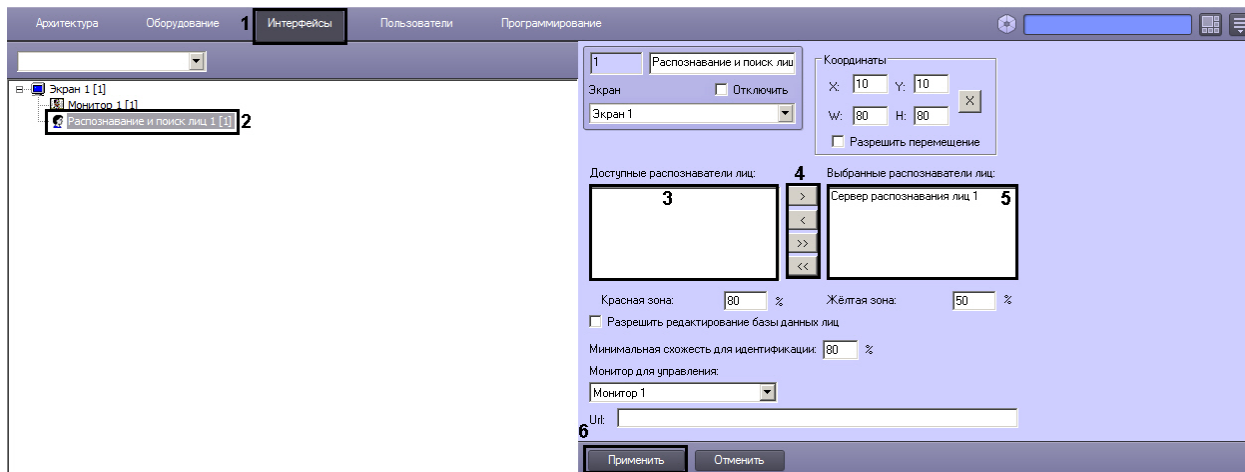 Архитектура Оборудование 1 Интерфейсы Пользователи Программирование
Экран 1 [1]
Монитор 1 [1]
Распознавание и поиск лиц 1 [1] 2
1 Распознавание и поиск лиц
Экран Отключить
Экран 1
Координаты
X: 10 Y: 10
X
W: 80 H: 80
Разрешить перемещение
Доступные распознаватели лиц: 4 Выбранные распознаватели лиц:
3 > Сервер распознавания лиц 1 5
<
>>
<<
Красная зона: 80 % Жёлтая зона: 50 %
Разрешить редактирование базы данных лиц
Минимальная схожесть для идентификации: 80 %
Монитор для управления:
Монитор 1
Url:
6
Применить Отменить